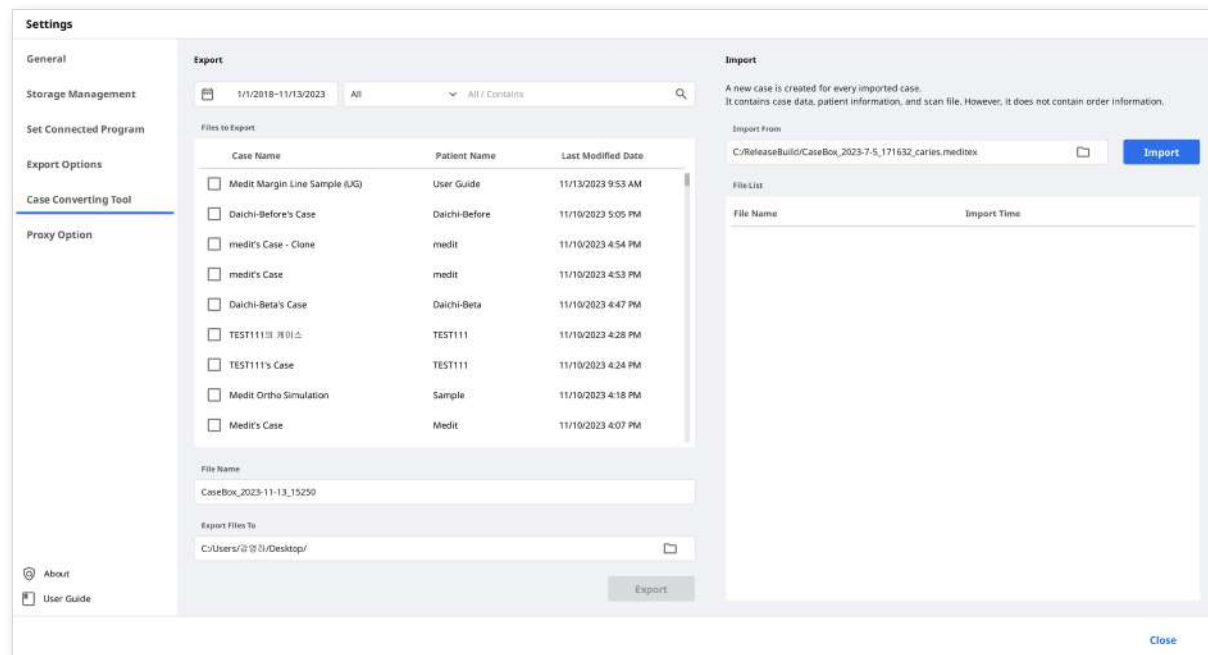 Settings
General
Storage Management
Set Connected Program
Export Options
Case Converting Tool
Proxy Option
About
User Guide
Export
1/1/2018~11/13/2023 All All / Contains
Files to Export
Case Name Patient Name Last Modified Date
Medit Margin Line Sample (UG) User Guide 11/13/2023 9:53 AM
Daichi-Before's Case Daichi-Before 11/10/2023 5:05 PM
medit's Case - Clone medit 11/10/2023 4:54 PM
medit's Case medit 11/10/2023 4:53 PM
Daichi-Beta's Case Daichi-Beta 11/10/2023 4:47 PM
TEST111의 케이스 TEST111 11/10/2023 4:28 PM
TEST111's Case TEST111 11/10/2023 4:24 PM
Medit Ortho Simulation Sample 11/10/2023 4:18 PM
Medit's Case Medit 11/10/2023 4:07 PM
File Name
CaseBox_2023-11-13_15250
Export Files To
C:/Users/ /Desktop/
Export
Import
A new case is created for every imported case.
It contains case data, patient information, and scan file. However, it does not contain order information.
Import From
C:/ReleaseBuild/CaseBox_2023-7-5_171632_caries.meditex Import
File List
File Name Import Time
Close